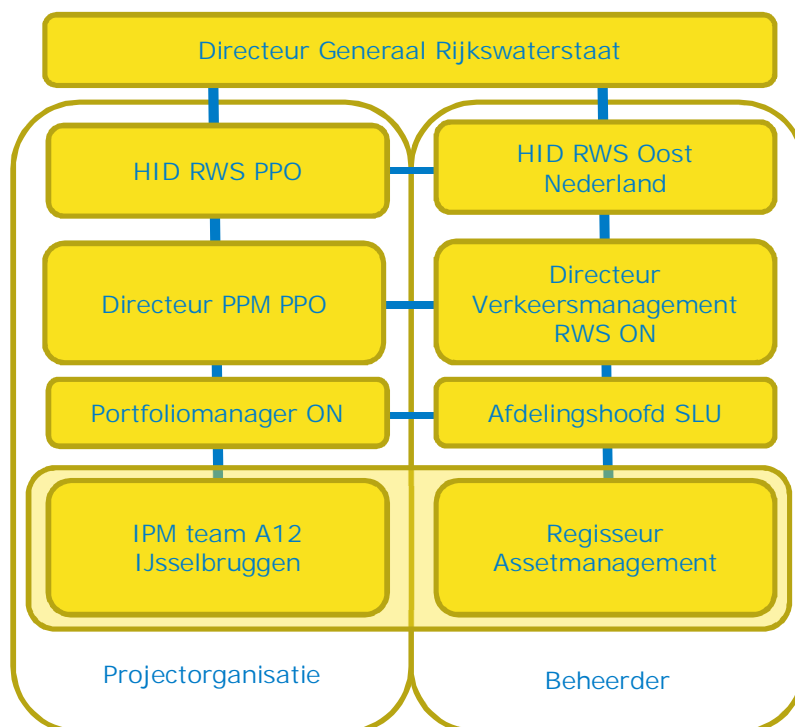 Directeur Generaal Rijkswaterstaat
HID RWS PPO
HID RWS Oost
Nederland
Directeur PPM PPO
Directeur
Verkeersmanagement
RWS ON
Portfoliomanager ON
Afdelingshoofd SLU
IPM team A12
IJsselbruggen
Regisseur
Assetmanagement
Projectorganisatie
Beheerder